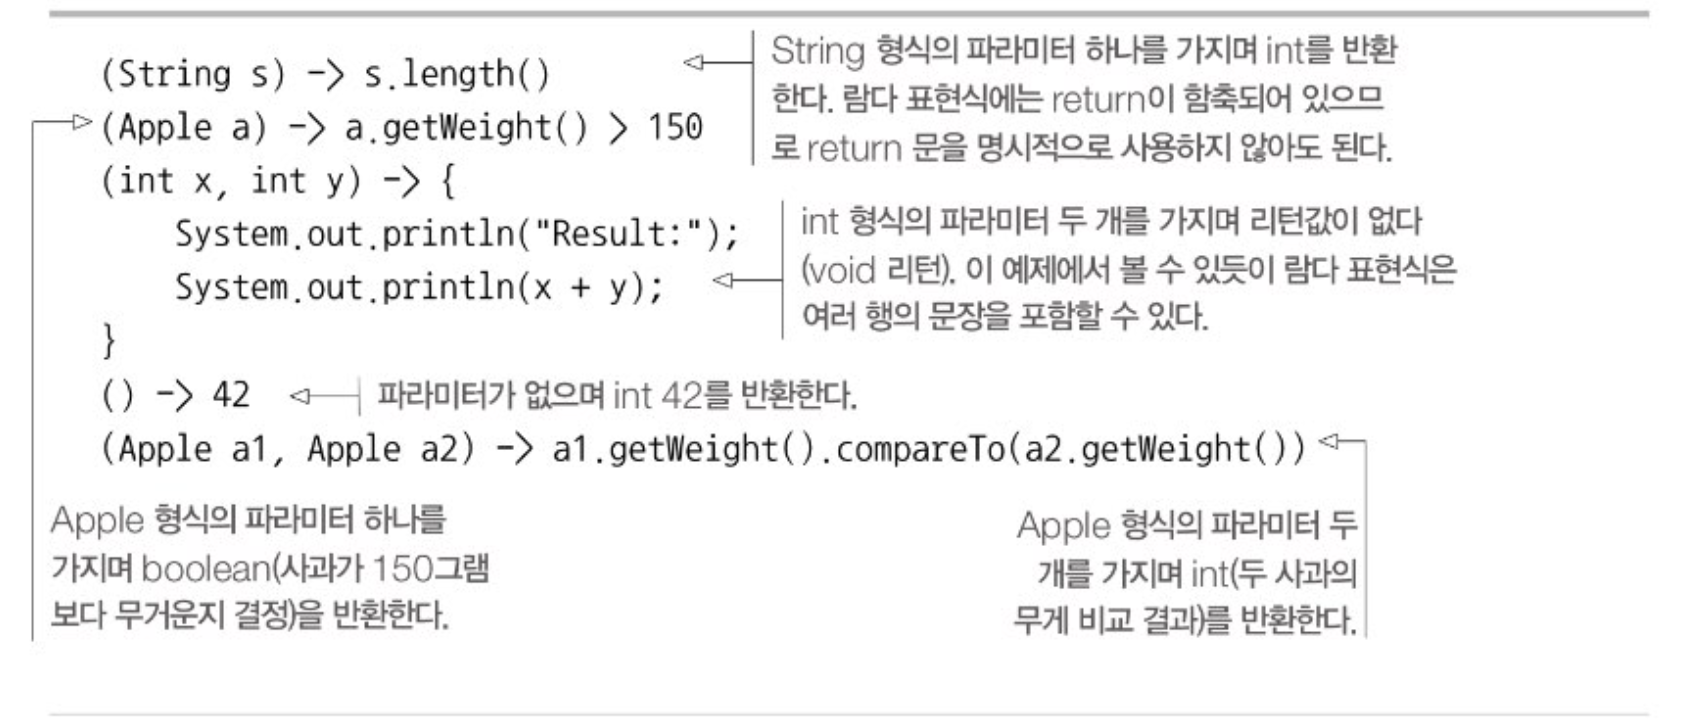 (String s) -> s.length()
String 형식의 파라미터 하나를 가지며 int를 반환
한다. 람다 표현식에는 return이 함축되어 있으므
로 return 문을 명시적으로 사용하지 않아도 된다.
(Apple a) -> a.getWeight() > 150
(int x, int y) -> {
System.out.println("Result:");
System.out.println(x + y);
int 형식의 파라미터 두 개를 가지며 리턴값이 없다
(void 리턴). 이 예제에서 볼 수 있듯이 람다 표현식은
여러 행의 문장을 포함할 수 있다.
}
() -> 42
파라미터가 없으며 int 42를 반환한다.
(Apple a1, Apple a2) -> a1.getWeight().compareTo(a2.getWeight())
Apple 형식의 파라미터 하나를
가지며 boolean(사과가 150그램
보다 무거운지 결정)을 반환한다.
Apple 형식의 파라미터 두
개를 가지며 int(두 사과의
무게 비교 결과)를 반환한다.